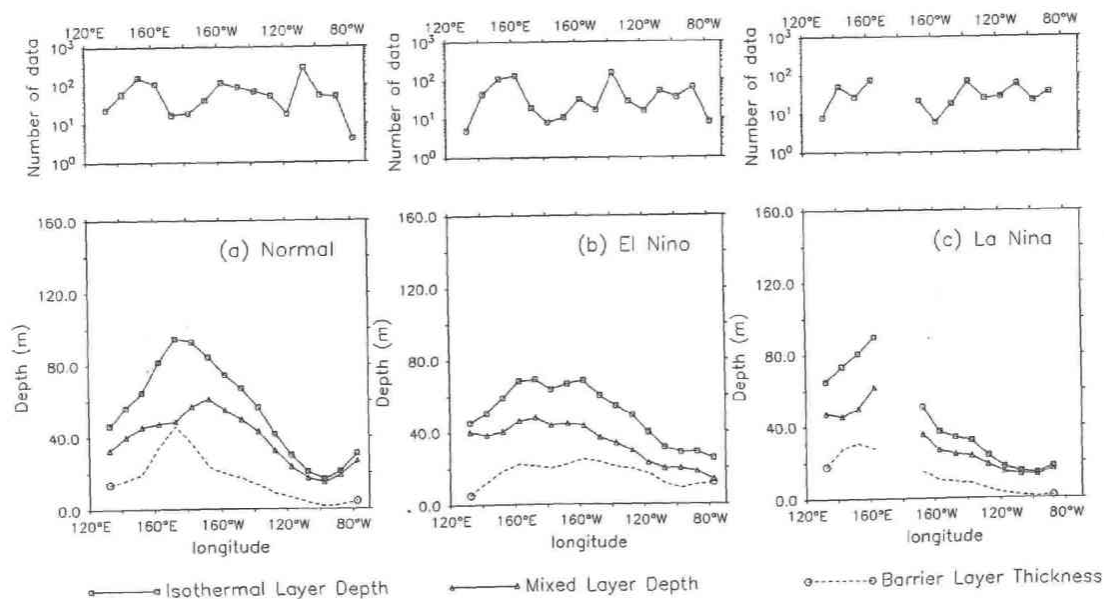 120°E 160°E 160°W 120°W 80°W
120°E 160°E 160°W 120°W 80°W
120°E 160°E 160°W 120°W 80°W
Number of data
10³
10²
10¹
10⁰
Number of data
10³
10²
10¹
10⁰
Number of data
10³
10²
10¹
10⁰
Depth (m)
160.0
120.0
80.0
40.0
0.0
(a) Normal
120°E 160°E 160°W 120°W 80°W
longitude
Depth (m)
160.0
120.0
80.0
40.0
0.0
(b) El Nino
120°E 160°E 160°W 120°W 80°W
longitude
Depth (m)
160.0
120.0
80.0
40.0
0.0
(c) La Nina
120°E 160°E 160°W 120°W 80°W
longitude
Isothermal Layer Depth
Mixed Layer Depth
Barrier Layer Thickness